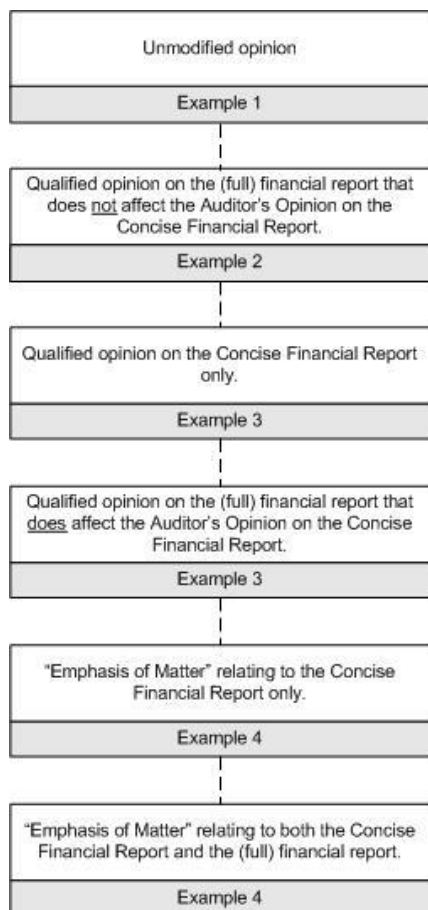 Unmodified opinion
Example 1
Qualified opinion on the (full) financial report that
does not affect the Auditor's Opinion on the
Concise Financial Report.
Example 2
Qualified opinion on the Concise Financial Report
only.
Example 3
Qualified opinion on the (full) financial report that
does affect the Auditor's Opinion on the Concise
Financial Report.
Example 3
“Emphasis of Matter” relating to the Concise
Financial Report only.
Example 4
“Emphasis of Matter” relating to both the Concise
Financial Report and the (full) financial report.
Example 4